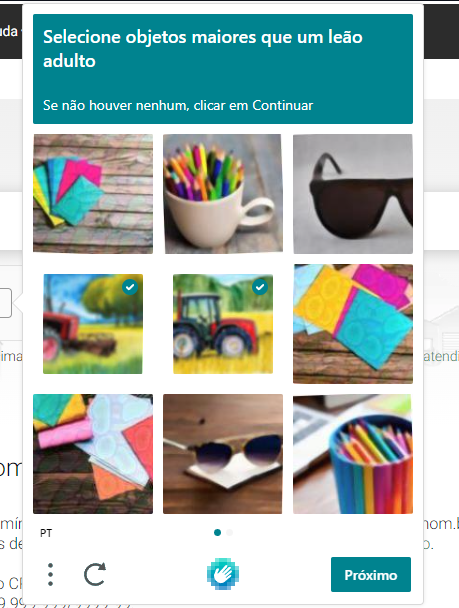 Selecione objetos maiores que um leão
adulto
Se não houver nenhum, clicar em Continuar
PT
Próximo